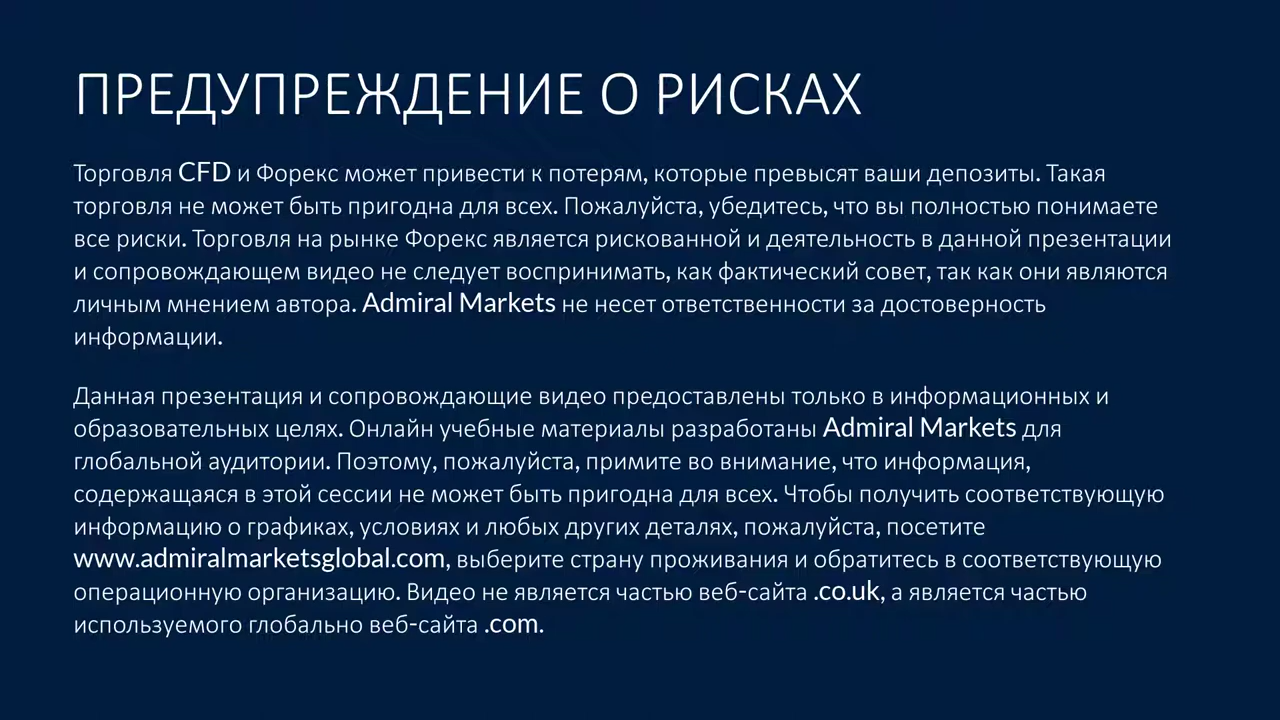 ПРЕДУПРЕЖДЕНИЕ О РИСКАХ
Торговля CFD и Форекс может привести к потерям, которые превысят ваши депозиты. Такая
торговля не может быть пригодна для всех. Пожалуйста, убедитесь, что вы полностью понимаете
все риски. Торговля на рынке Форекс является рискованной и деятельность в данной презентации
и сопровождающем видео не следует воспринимать, как фактический совет, так как они являются
личным мнением автора. Admiral Markets не несет ответственности за достоверность
информации.
Данная презентация и сопровождающие видео предоставлены только в информационных и
образовательных целях. Онлайн учебные материалы разработаны Admiral Markets для
глобальной аудитории. Поэтому, пожалуйста, примите во внимание, что информация,
содержащаяся в этой сессии не может быть пригодна для всех. Чтобы получить соответствующую
информацию о графиках, условиях и любых других деталях, пожалуйста, посетите
www.admiralmarketsglobal.com, выберите страну проживания и обратитесь в соответствующую
операционную организацию. Видео не является частью веб-сайта .co.uk, а является частью
используемого глобально веб-сайта .com.